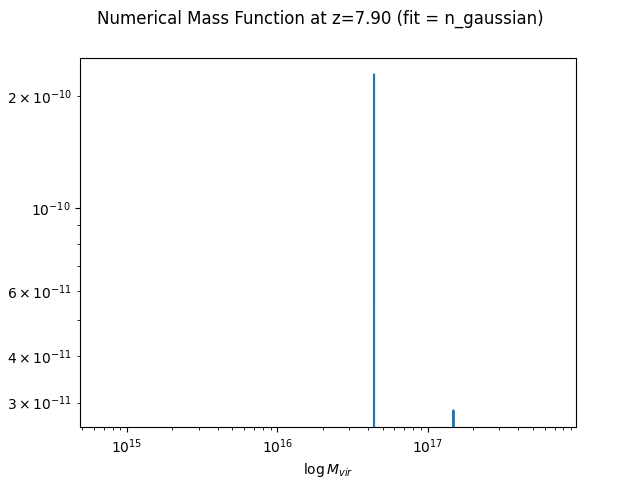 Numerical Mass Function at z=7.90 (fit = n_gaussian)
2 × 10⁻¹⁰
10⁻¹⁰
6 × 10⁻¹¹
4 × 10⁻¹¹
3 × 10⁻¹¹
10¹⁵ 10¹⁶ 10¹⁷
log M_vir